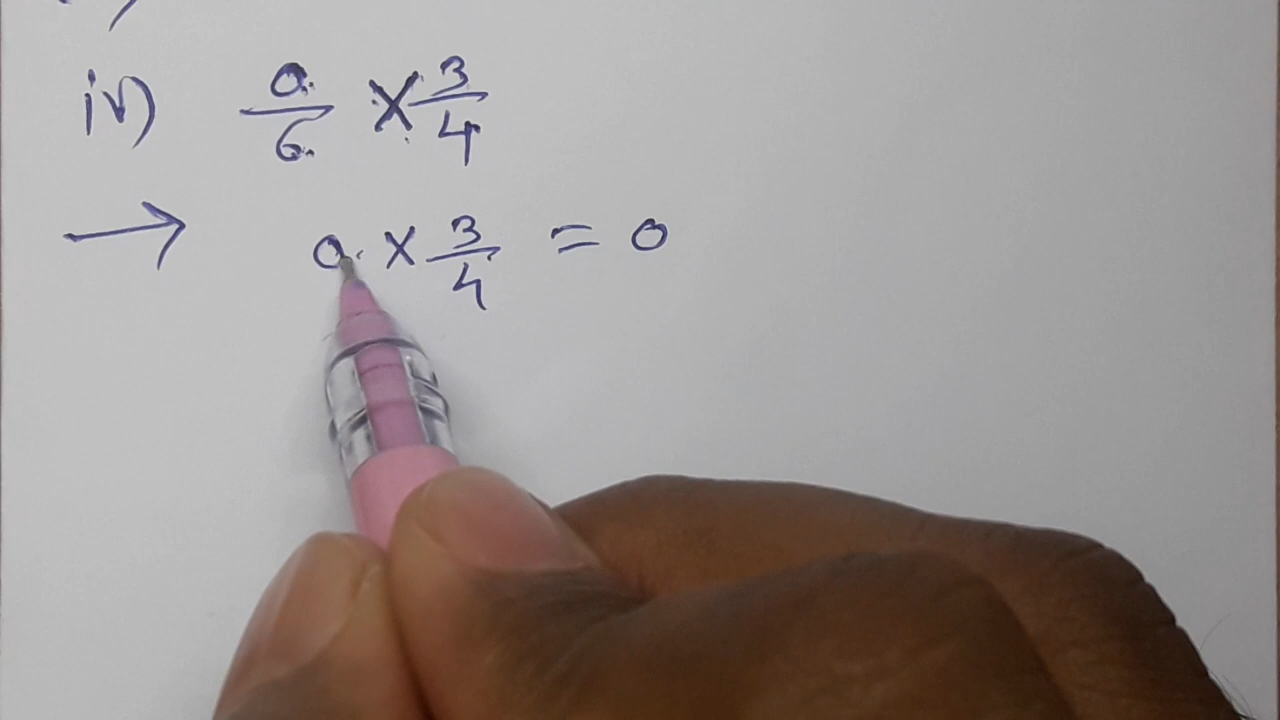 iv) 0/6 × 3/4
→ 0 × 3/4 = 0